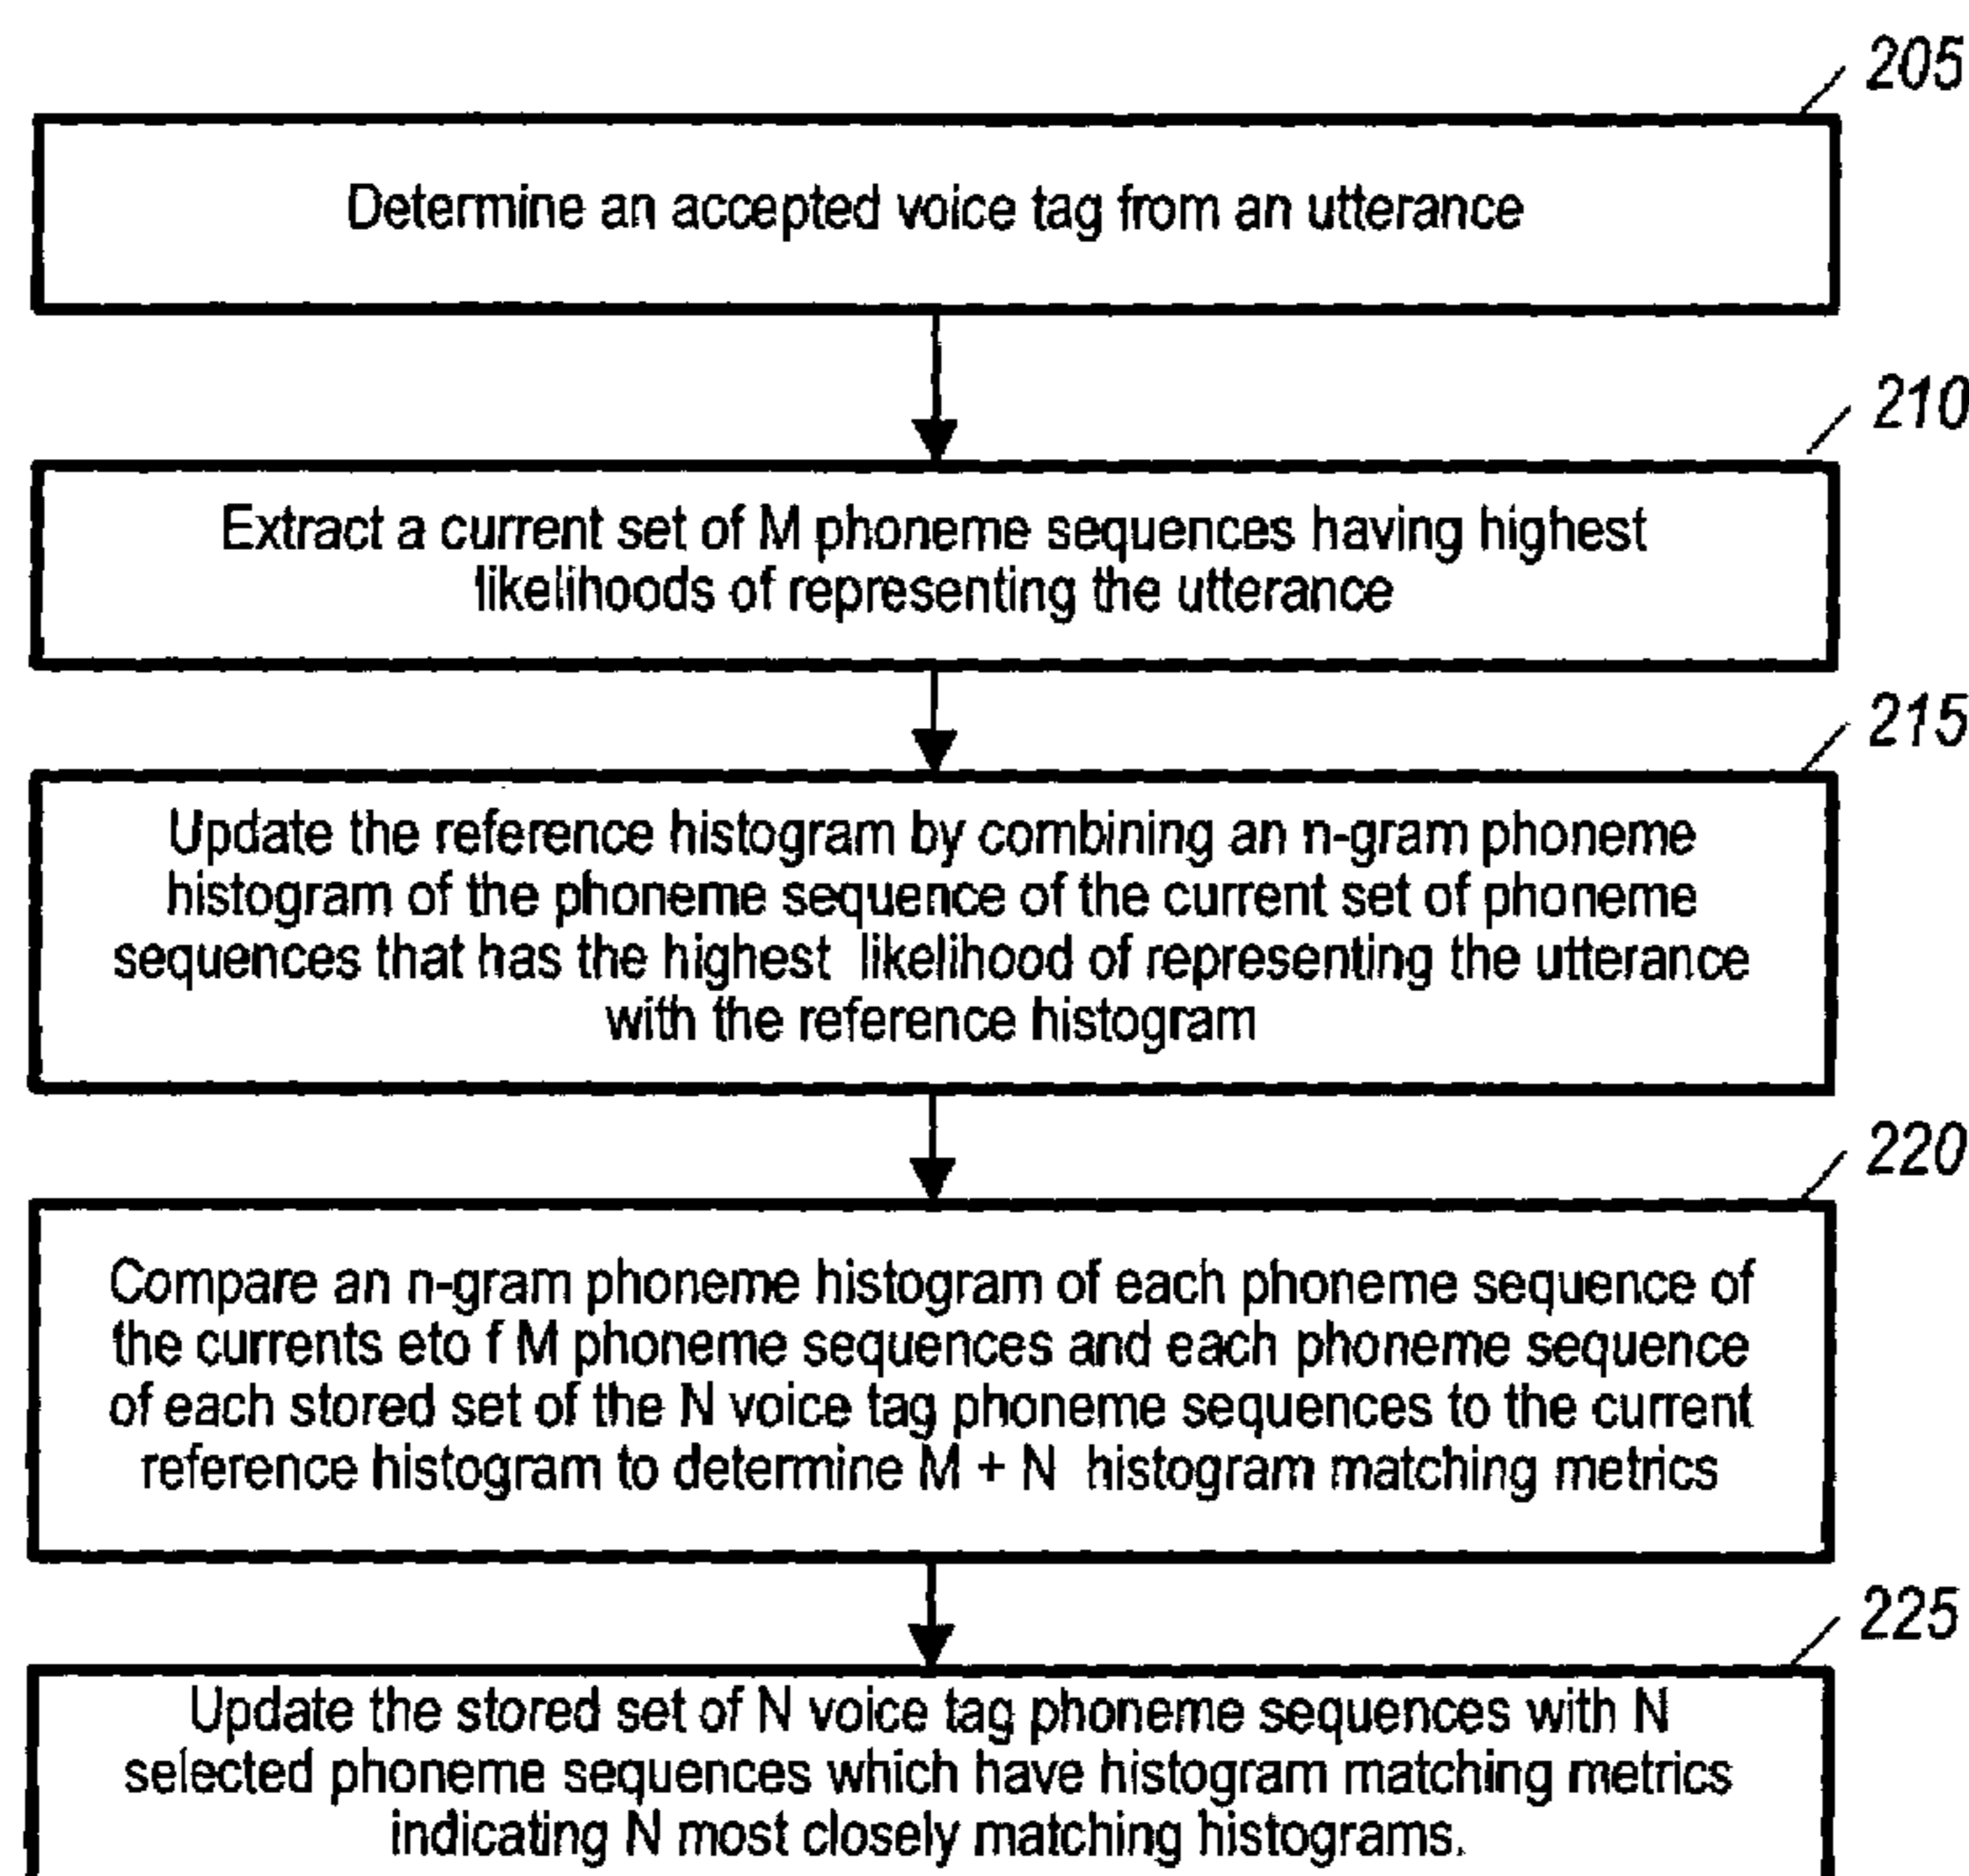 205
Determine an accepted voice tag from an utterance
210
Extract a current set of M phoneme sequences having highest
likelihoods of representing the utterance
215
Update the reference histogram by combining an n-gram phoneme
histogram of the phoneme sequence of the current set of phoneme
sequences that has the highest likelihood of representing the utterance
with the reference histogram
220
Compare an n-gram phoneme histogram of each phoneme sequence of
the currents eto f M phoneme sequences and each phoneme sequence
of each stored set of the N voice tag phoneme sequences to the current
reference histogram to determine M + N histogram matching metrics
225
Update the stored set of N voice tag phoneme sequences with N
selected phoneme sequences which have histogram matching metrics
indicating N most closely matching histograms.